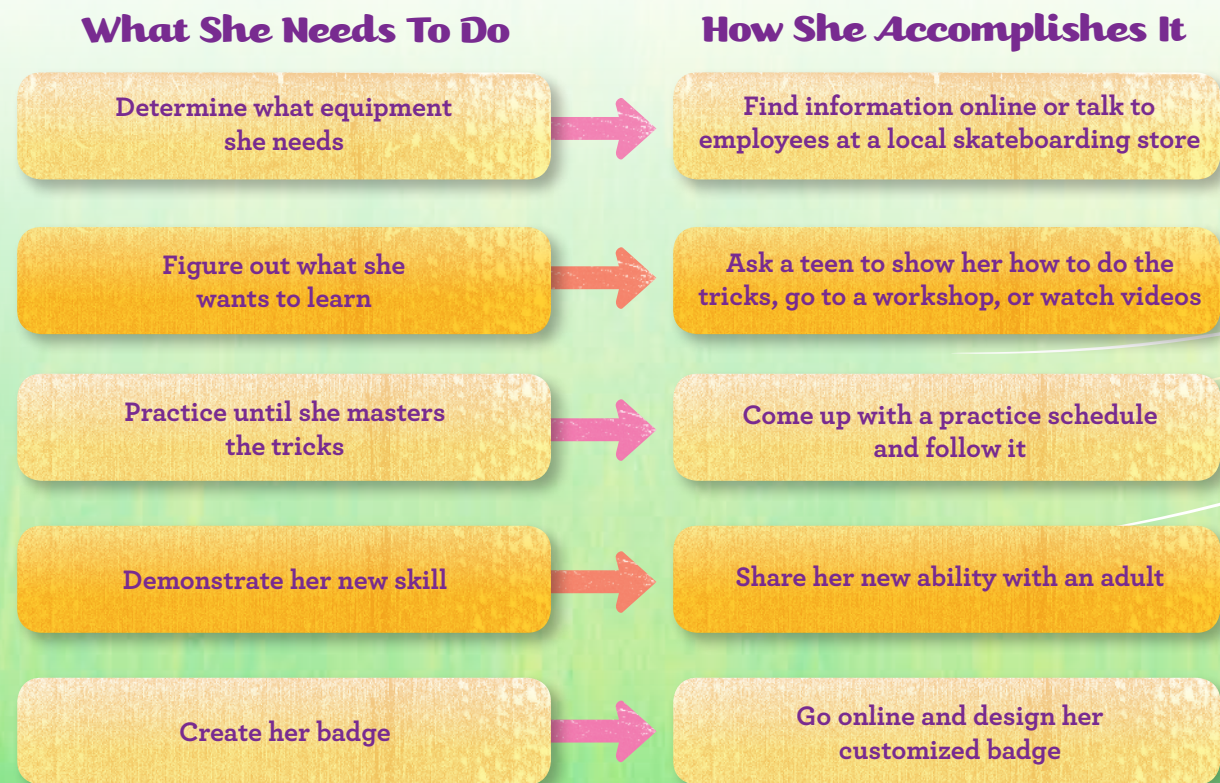 What She Needs To Do
How She Accomplishes It
Determine what equipment
she needs
Find information online or talk to
employees at a local skateboarding store
Figure out what she
wants to learn
Ask a teen to show her how to do the
tricks, go to a workshop, or watch videos
Practice until she masters
the tricks
Come up with a practice schedule
and follow it
Demonstrate her new skill
Share her new ability with an adult
Create her badge
Go online and design her
customized badge